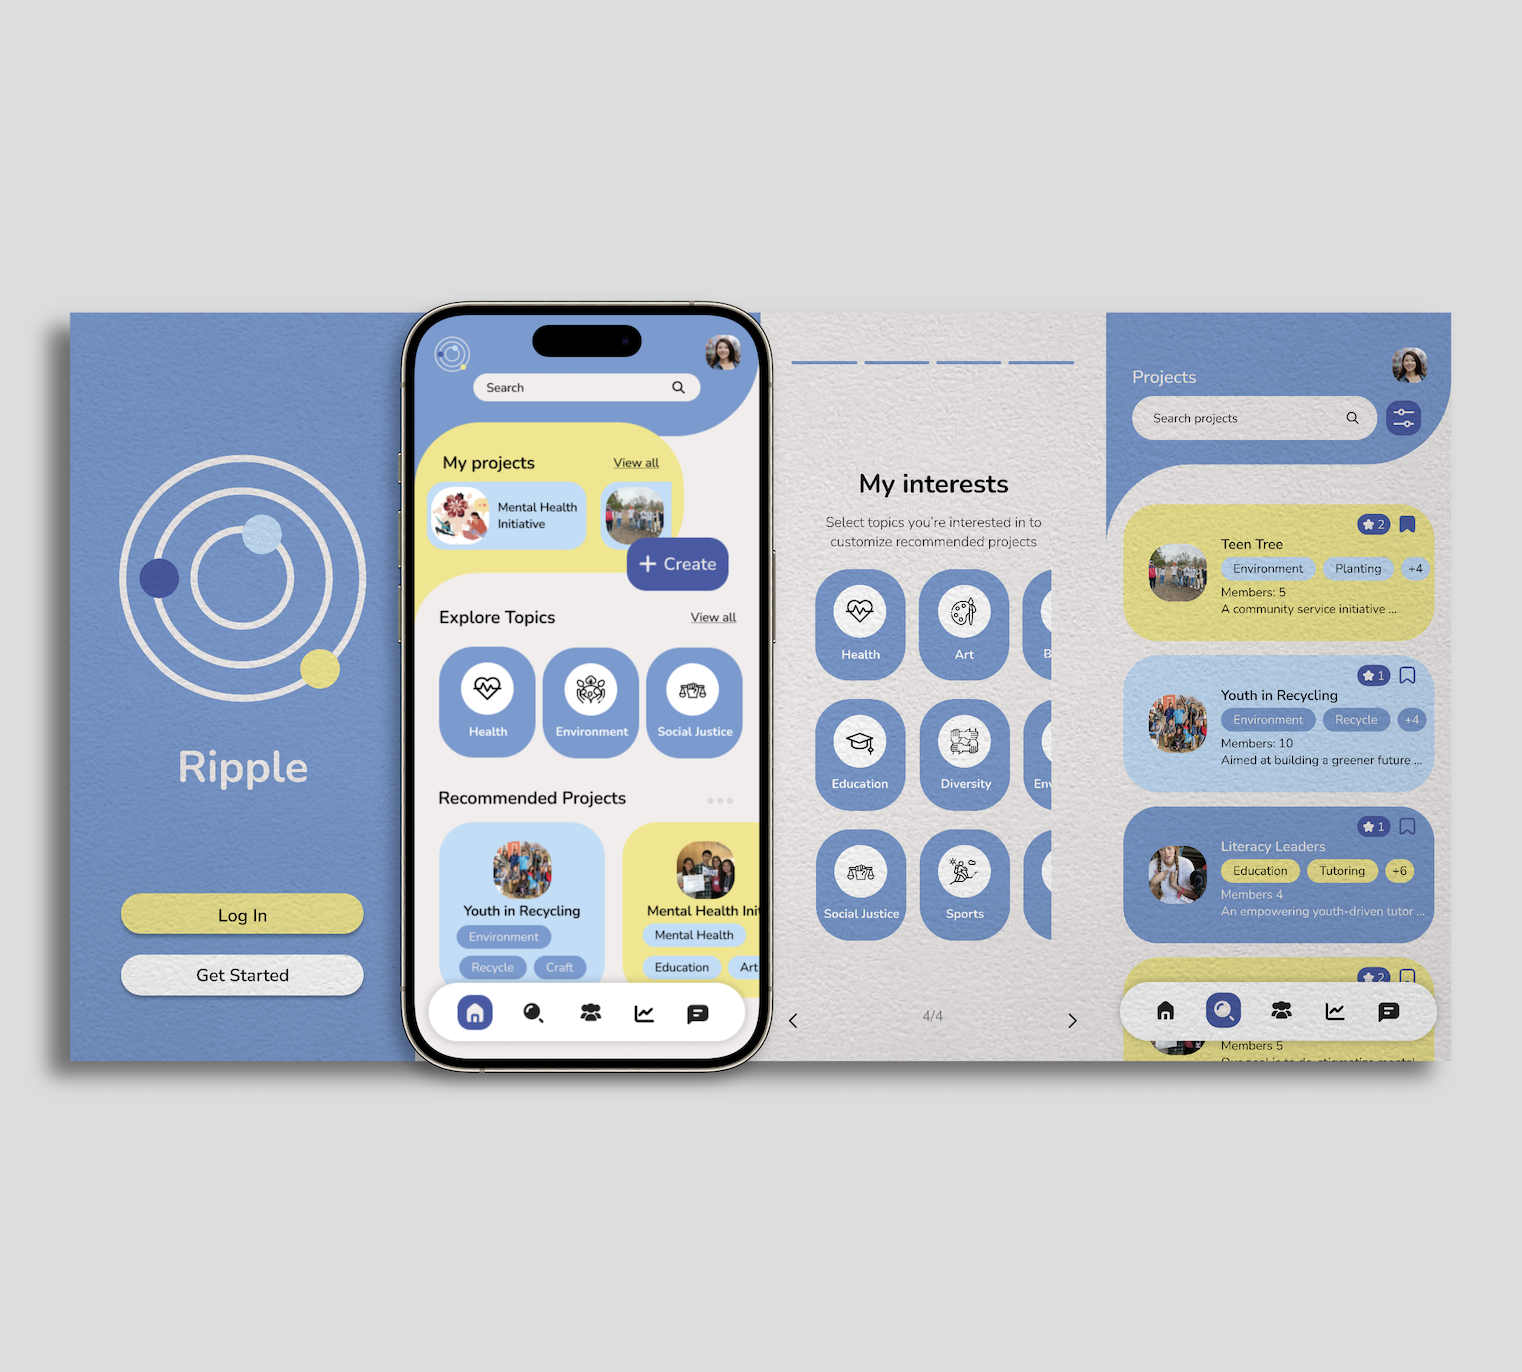 Ripple
Log In
Get Started
Search
My projects
View all
Mental Health
Initiative
+ Create
Explore Topics
View all
Health
Environment
Social Justice
Recommended Projects
Youth in Recycling
Environment
Recycle
Craft
Mental Health Ini
Mental Health
Education
Art
My interests
Select topics you're interested in to
customize recommended projects
Health
Art
B
Education
Diversity
En
Social Justice
Sports
4/4
Projects
Search projects
2
Teen Tree
Environment
Planting
+4
Members: 5
A community service initiative ...
1
Youth in Recycling
Environment
Recycle
+4
Members: 10
Aimed at building a greener future ...
1
Literacy Leaders
Education
Tutoring
+6
Members 4
An empowering youth-driven tutor ...
2
Members 5